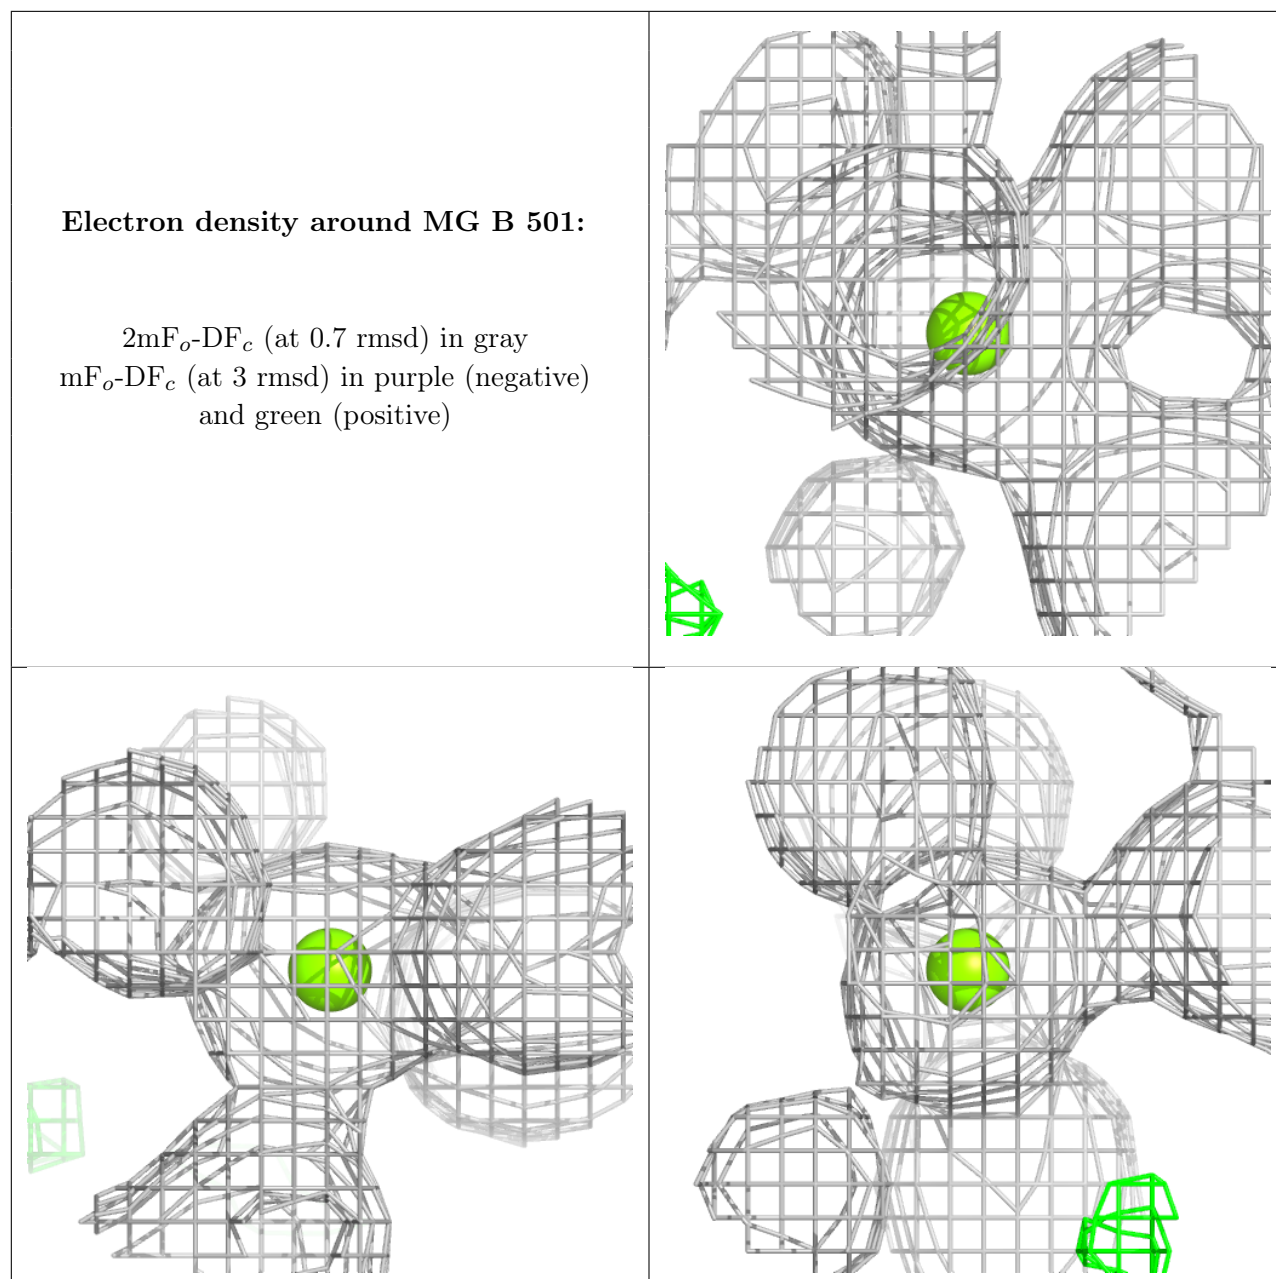 Electron density around MG B 501:
2mFo-DFc (at 0.7 rmsd) in gray
mFo-DFc (at 3 rmsd) in purple (negative)
and green (positive)